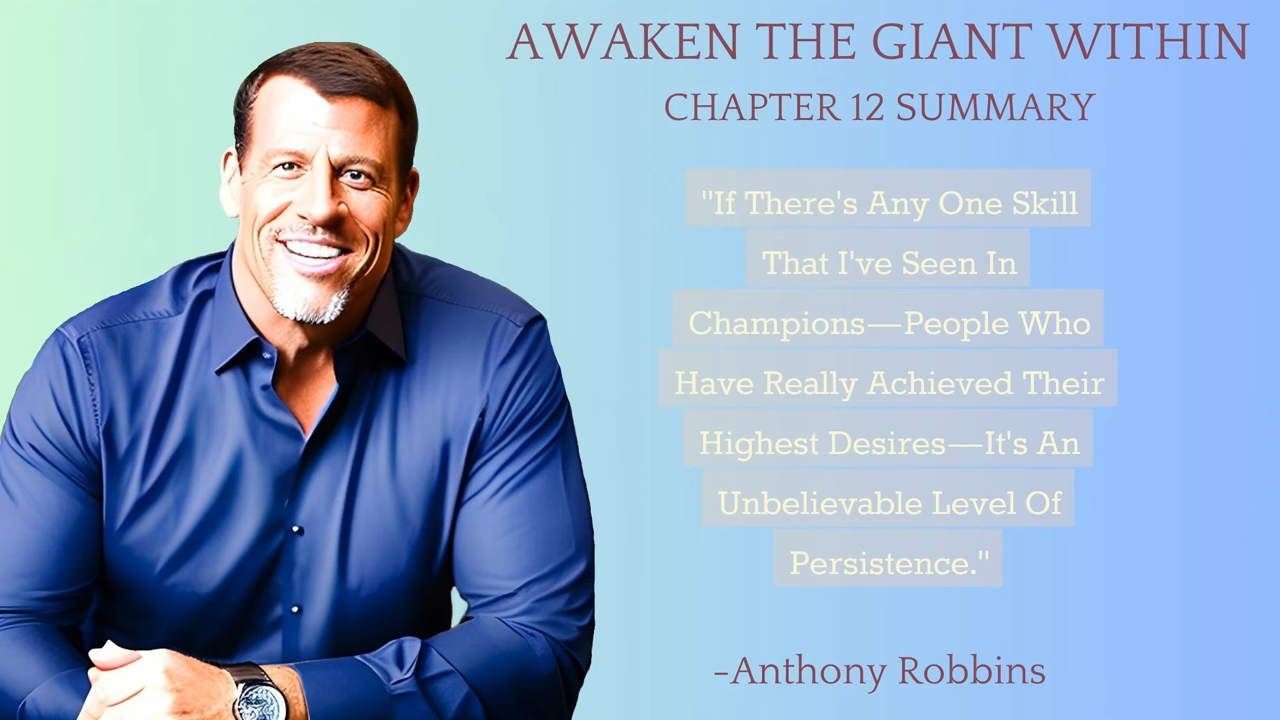 AWAKEN THE GIANT WITHIN
CHAPTER 12 SUMMARY
"If There's Any One Skill
That I've Seen In
Champions—People Who
Have Really Achieved Their
Highest Desires—It's An
Unbelievable Level Of
Persistence."
–Anthony Robbins